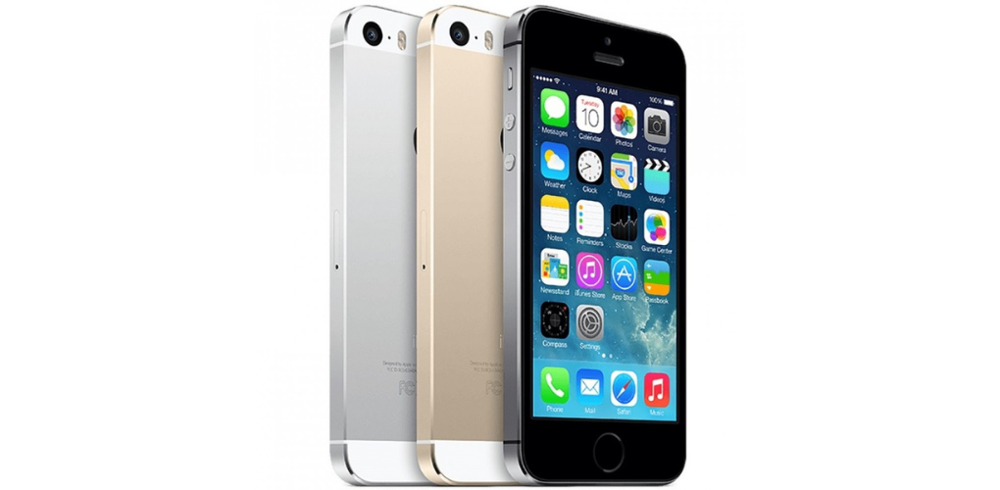 9:41 AM
100%
Tuesday
10
Messages
Calendar
Photos
Camera
Weather
Clock
Maps
Videos
Notes
Reminders
Stocks
Game Center
Newsstand
iTunes Store
App Store
Passbook
Compass
Settings
Phone
Mail
Safari
Music